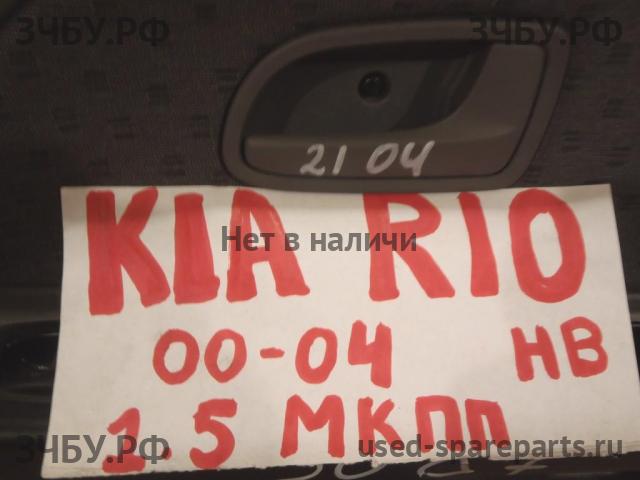 ЗЧБУ.РФ ЗЧБУ.РФ
21 04
KIA RIO
Нет в наличи
00-04 HB
1.5 МКПП
ЗЧБУ.РФ used-spareparts.ru